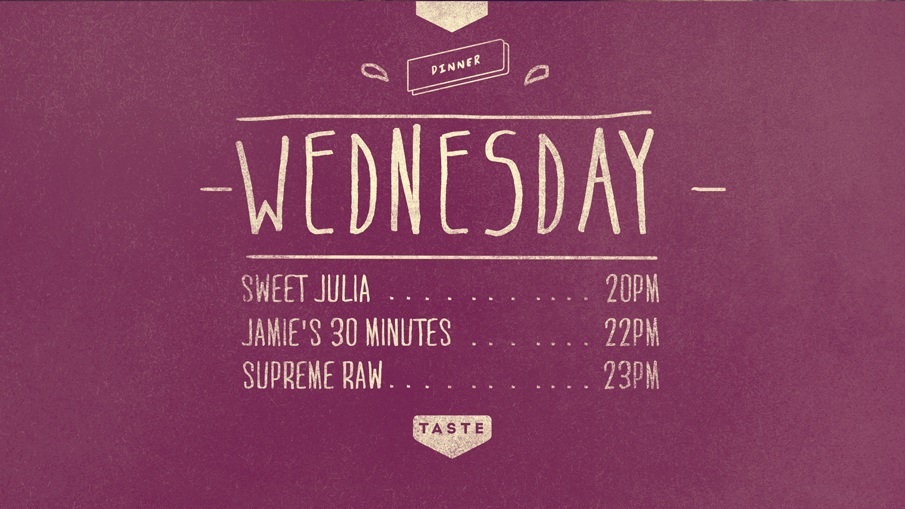 DINNER
WEDNESDAY
SWEET JULIA . . . . . . . . . . . 20PM
JAMIE'S 30 MINUTES . . . . . . . 22PM
SUPREME RAW . . . . . . . . . . . 23PM
TASTE